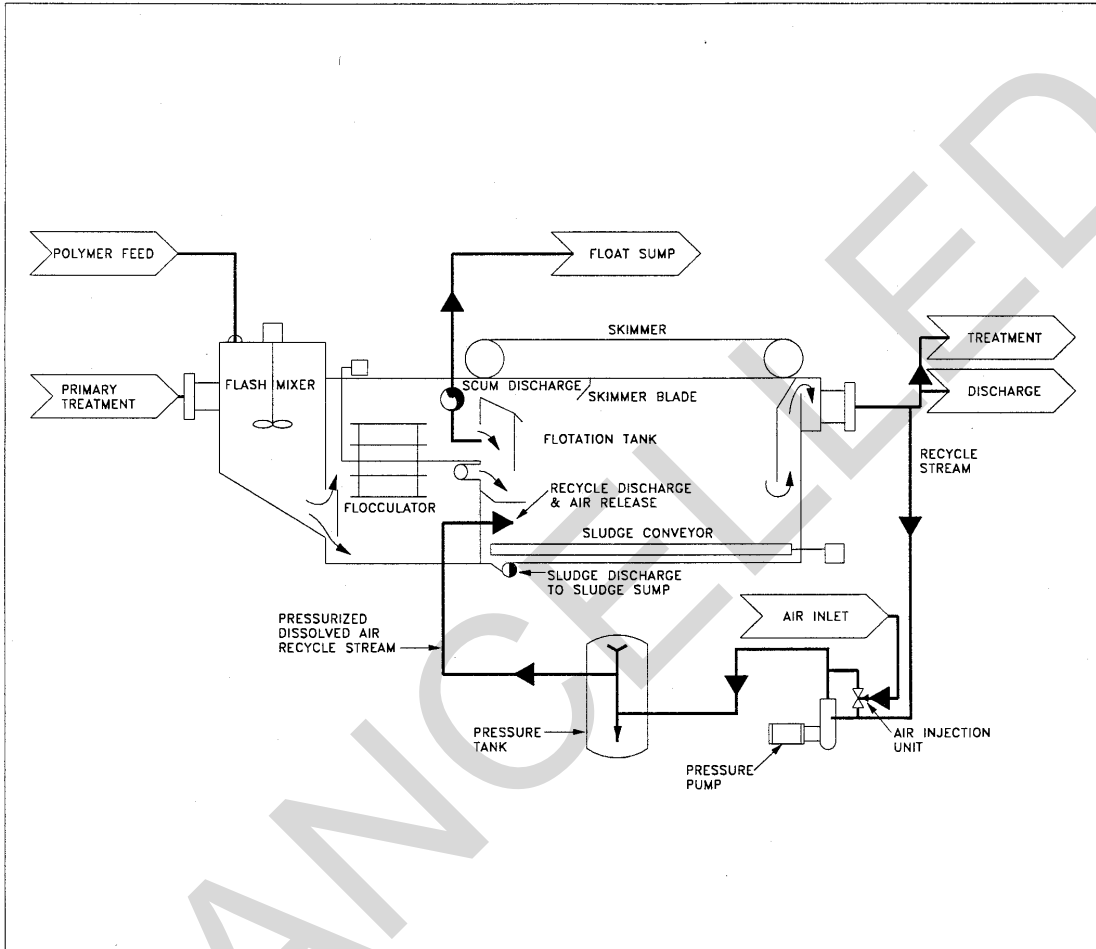 POLYMER FEED
FLOAT SUMP
SKIMMER
TREATMENT
FLASH MIXER
SCUM DISCHARGE
SKIMMER BLADE
PRIMARY
TREATMENT
DISCHARGE
FLOTATION TANK
RECYCLE
STREAM
RECYCLE DISCHARGE
& AIR RELEASE
FLOCCULATOR
SLUDGE CONVEYOR
SLUDGE DISCHARGE
TO SLUDGE SUMP
PRESSURIZED
DISSOLVED AIR
RECYCLE STREAM
AIR INLET
PRESSURE
TANK
AIR INJECTION
UNIT
PRESSURE
PUMP
CANCELLED